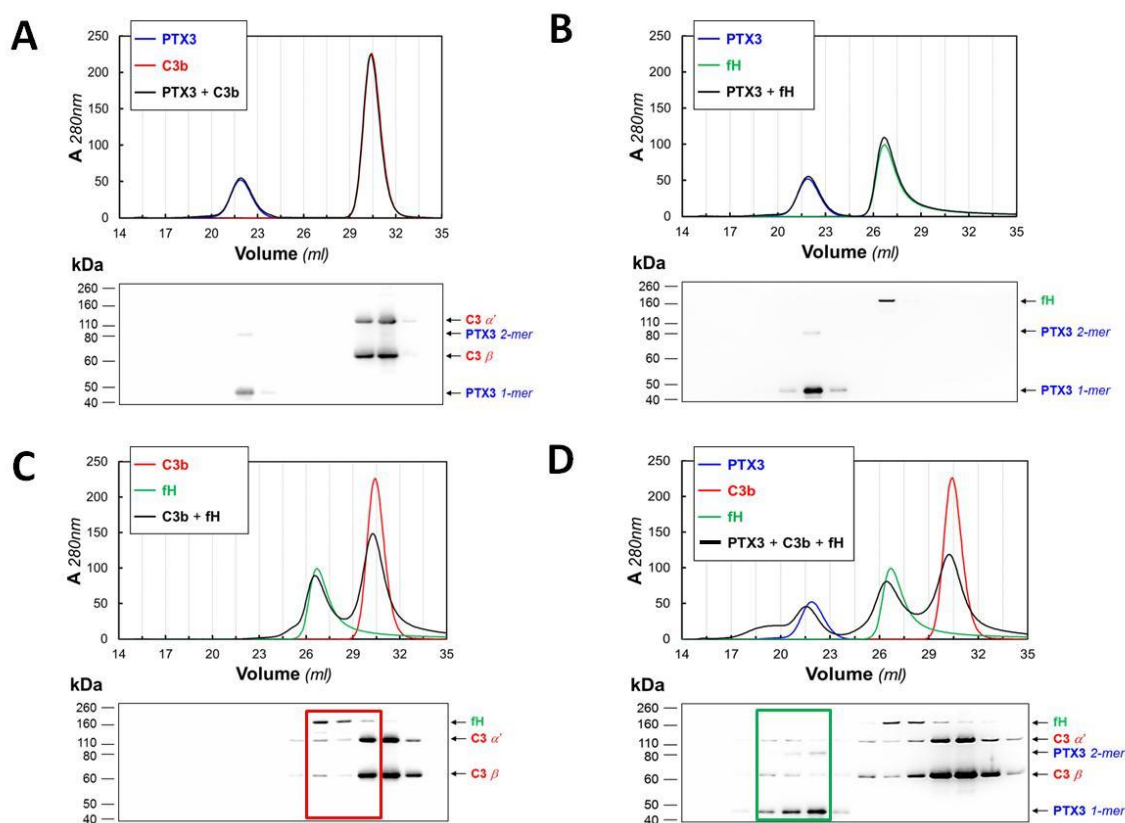 A
PTX3
C3b
PTX3 + C3b
A 280nm
250
200
150
100
50
0
14 17 20 23 26 29 32 35
Volume (ml)
kDa
260
160
110
80
60
50
40
C3 α'
PTX3 2-mer
C3 β
PTX3 1-mer
B
PTX3
fH
PTX3 + fH
A 280nm
250
200
150
100
50
0
14 17 20 23 26 29 32 35
Volume (ml)
kDa
260
160
110
80
60
50
40
fH
PTX3 2-mer
PTX3 1-mer
C
C3b
fH
C3b + fH
A 280nm
250
200
150
100
50
0
14 17 20 23 26 29 32 35
Volume (ml)
kDa
260
160
110
80
60
50
40
fH
C3 α'
C3 β
D
PTX3
C3b
fH
PTX3 + C3b + fH
A 280nm
250
200
150
100
50
0
14 17 20 23 26 29 32 35
Volume (ml)
kDa
260
160
110
80
60
50
40
fH
C3 α'
PTX3 2-mer
C3 β
PTX3 1-mer